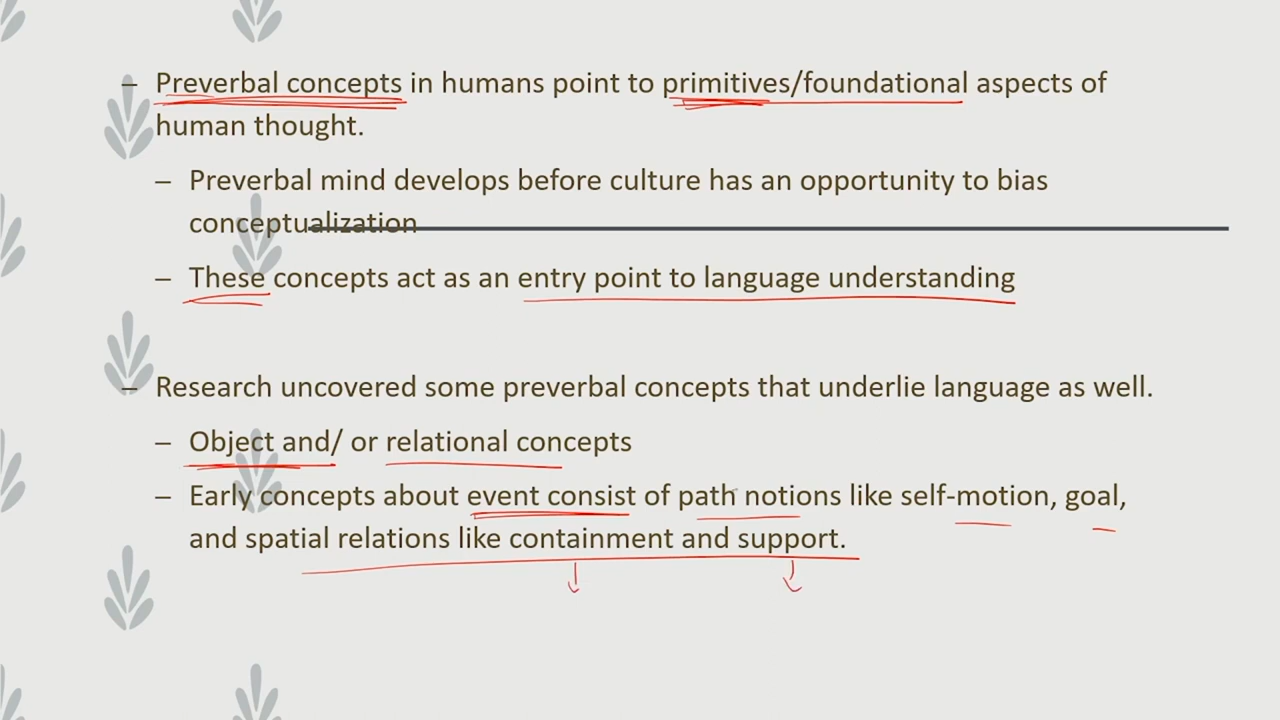 – Preverbal concepts in humans point to primitives/foundational aspects of
human thought.
– Preverbal mind develops before culture has an opportunity to bias
conceptualization
– These concepts act as an entry point to language understanding
– Research uncovered some preverbal concepts that underlie language as well.
– Object and/ or relational concepts
– Early concepts about event consist of path notions like self-motion, goal,
and spatial relations like containment and support.